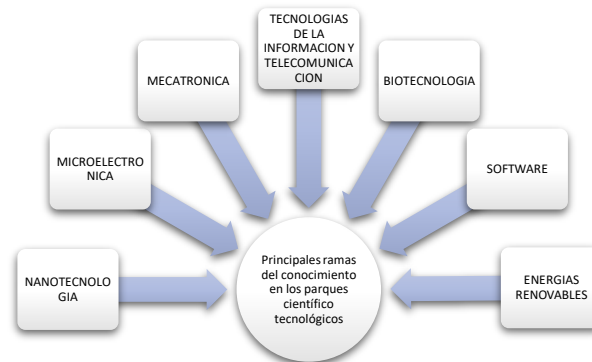 TECNOLOGIAS
DE LA
INFORMACION Y
TELECOMUNICA
CION
MECATRONICA
BIOTECNOLOGIA
MICROELECTRO
NICA
SOFTWARE
NANOTECNOLO
GIA
Principales ramas
del conocimiento
en los parques
científico
tecnológicos
ENERGIAS
RENOVABLES